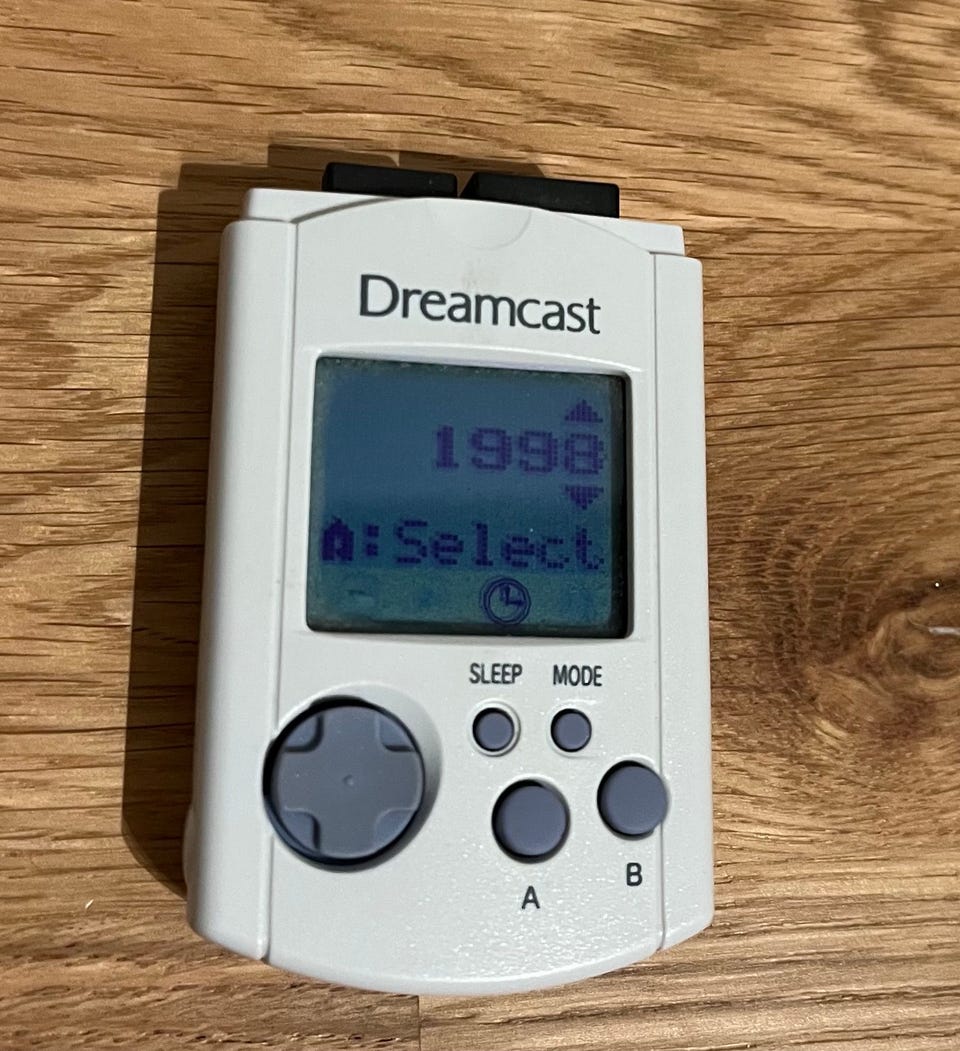 Dreamcast
1998
A:Select
SLEEP MODE
A
B